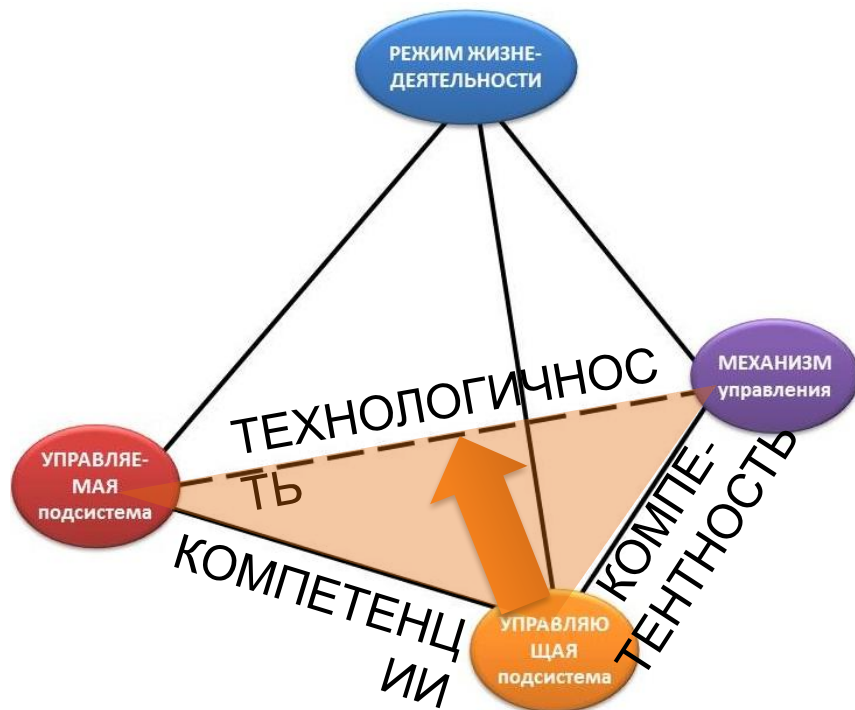 РЕЖИМ ЖИЗНЕ-
ДЕЯТЕЛЬНОСТИ
МЕХАНИЗМ
управления
ТЕХНОЛОГИЧНОС
ТЬ
УПРАВЛЯЕ-
МАЯ
подсистема
КОМПЕ-
ТЕНТНОСТЬ
КОМПЕТЕНЦ
ИИ
УПРАВЛЯЮ
ЩАЯ
подсистема